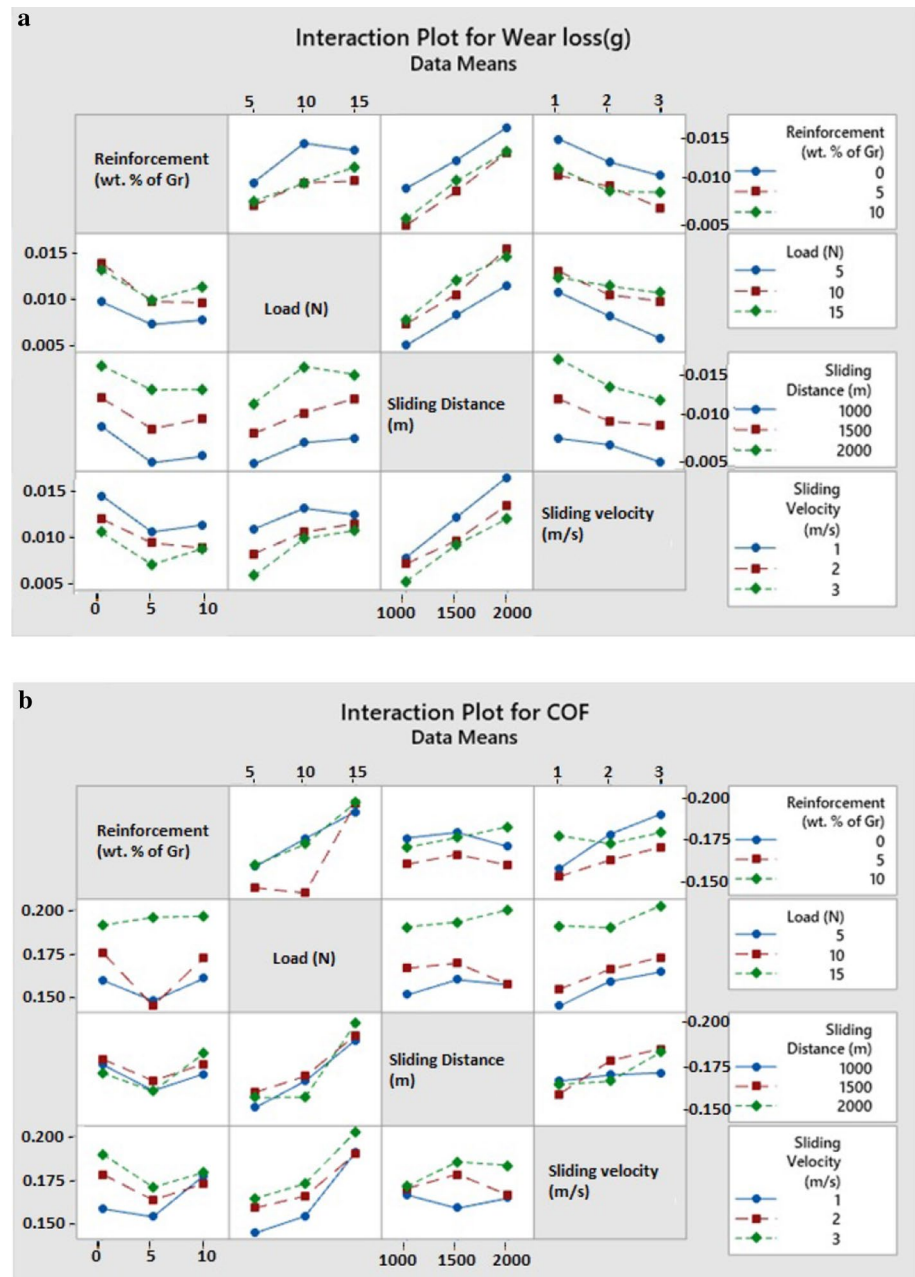 a
Interaction Plot for Wear loss(g)
Data Means
5 10 15 1 2 3
Reinforcement
(wt. % of Gr)
0.015
0.010
0.005
Reinforcement
(wt. % of Gr)
0
5
10
0.015
0.010
0.005
Load (N)
Load (N)
5
10
15
Sliding Distance
(m)
0.015
0.010
0.005
Sliding
Distance (m)
1000
1500
2000
0.015
0.010
0.005
Sliding velocity
(m/s)
Sliding
Velocity
(m/s)
1
2
3
0 5 10 1000 1500 2000
b
Interaction Plot for COF
Data Means
5 10 15 1 2 3
Reinforcement
(wt. % of Gr)
0.200
0.175
0.150
Reinforcement
(wt. % of Gr)
0
5
10
0.200
0.175
0.150
Load (N)
Load (N)
5
10
15
Sliding Distance
(m)
0.200
0.175
0.150
Sliding
Distance (m)
1000
1500
2000
0.200
0.175
0.150
Sliding velocity
(m/s)
Sliding
Velocity
(m/s)
1
2
3
0 5 10 1000 1500 2000